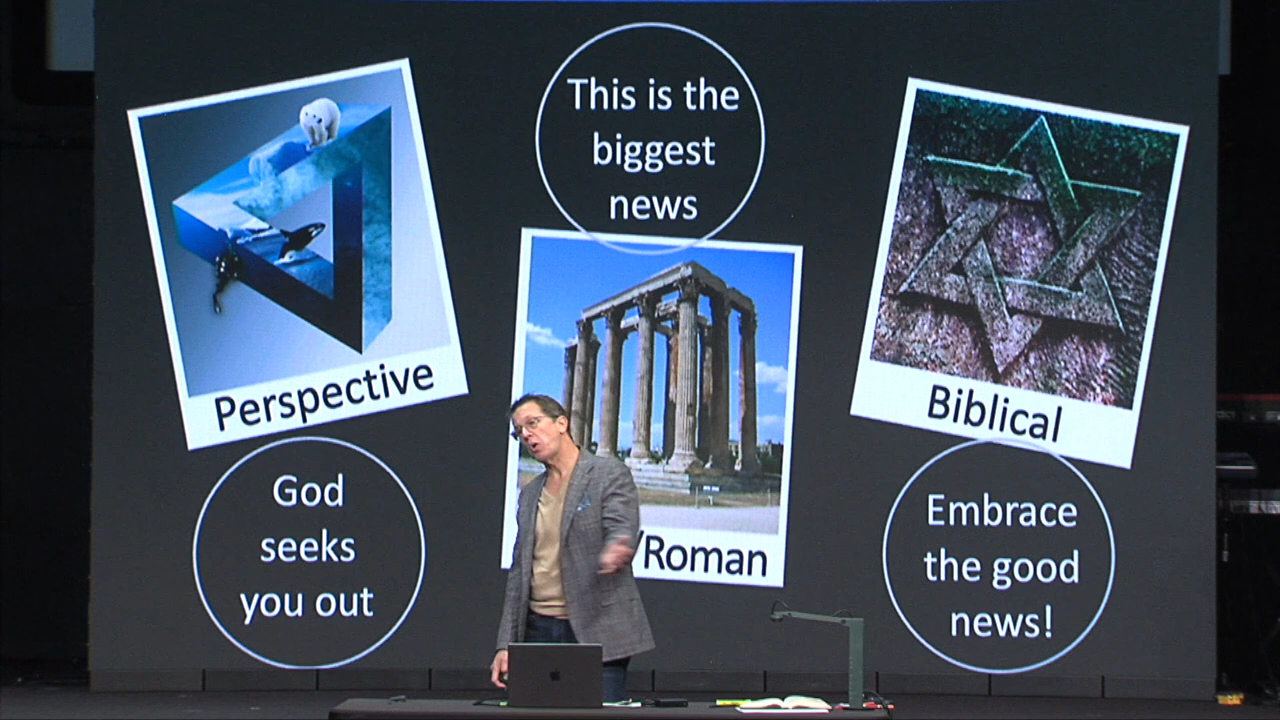 This is the
biggest
news
Perspective
Biblical
/Roman
God
seeks
you out
Embrace
the good
news!